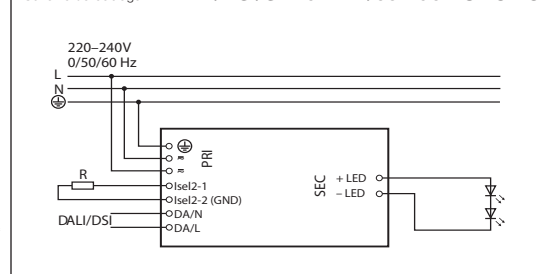 220–240V
0/50/60 Hz
L
N
PRI
R
Isel2-1
Isel2-2 (GND)
DALI/DSI
DA/N
DA/L
SEC
+ LED
– LED